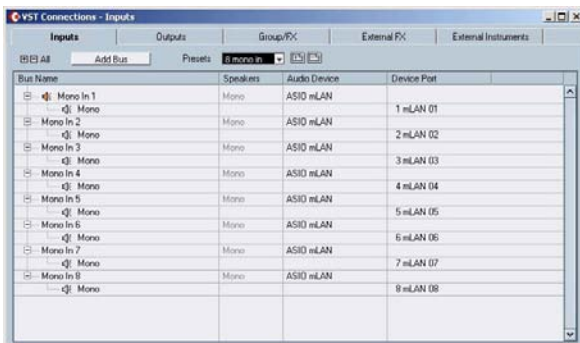 VST Connections - Inputs
Inputs Outputs Group/FX External FX External Instruments
All Add Bus Presets 8 mono in
Bus Name Speakers Audio Device Device Port
Mono In 1 Mono ASIO mLAN
Mono 1 mLAN 01
Mono In 2 Mono ASIO mLAN
Mono 2 mLAN 02
Mono In 3 Mono ASIO mLAN
Mono 3 mLAN 03
Mono In 4 Mono ASIO mLAN
Mono 4 mLAN 04
Mono In 5 Mono ASIO mLAN
Mono 5 mLAN 05
Mono In 6 Mono ASIO mLAN
Mono 6 mLAN 06
Mono In 7 Mono ASIO mLAN
Mono 7 mLAN 07
Mono In 8 Mono ASIO mLAN
Mono 8 mLAN 08